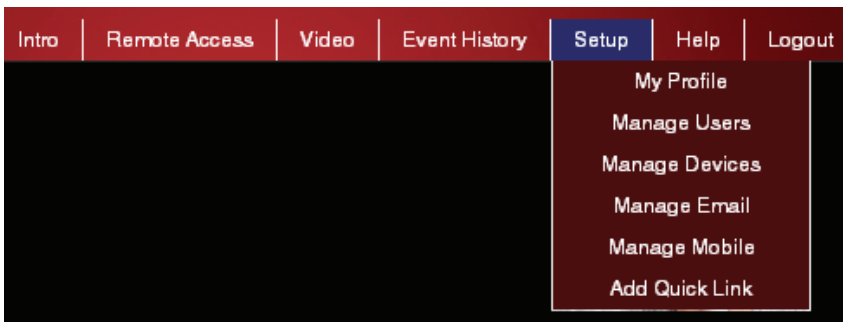 Intro Remote Access Video Event History Setup Help Logout
My Profile
Manage Users
Manage Devices
Manage Email
Manage Mobile
Add Quick Link